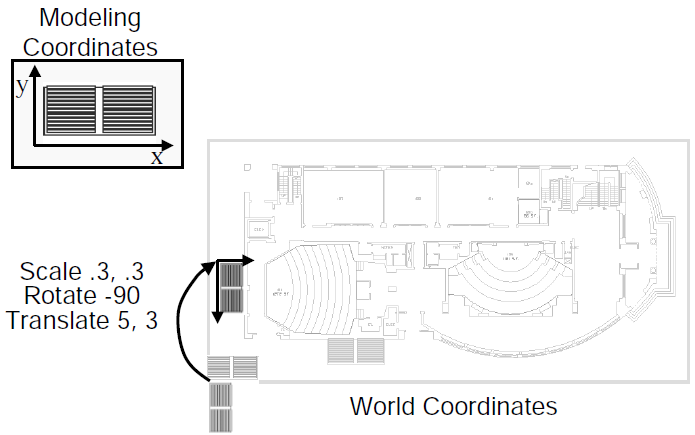 Modeling
Coordinates
y
x
Scale .3, .3
Rotate -90
Translate 5, 3
World Coordinates